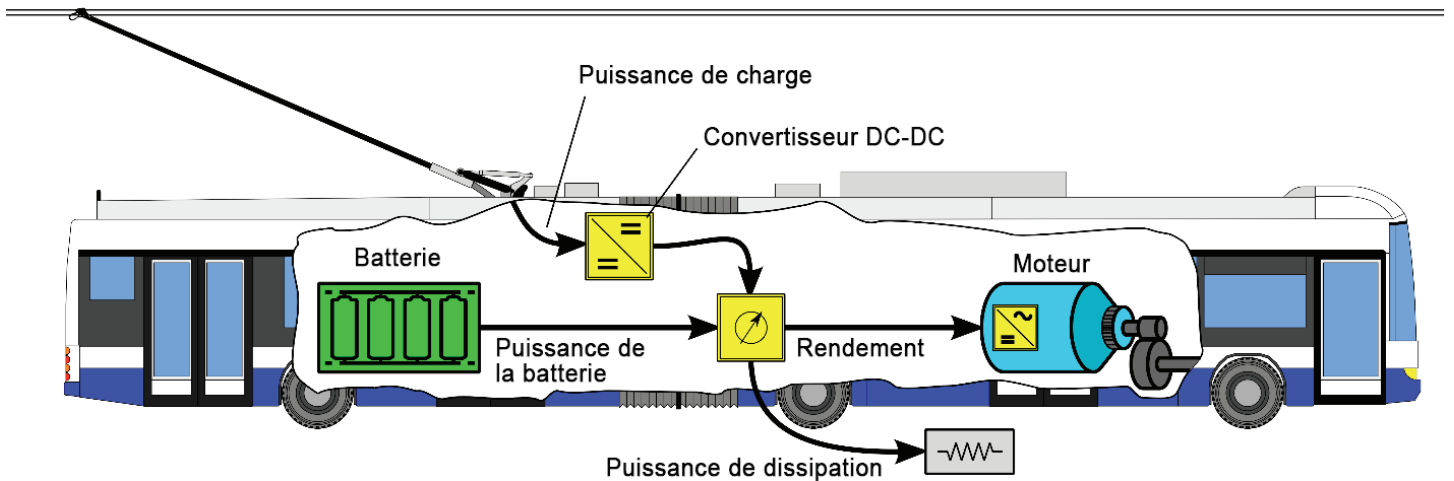 Puissance de charge
Convertisseur DC-DC
Batterie
Moteur
Puissance de
la batterie
Rendement
Puissance de dissipation